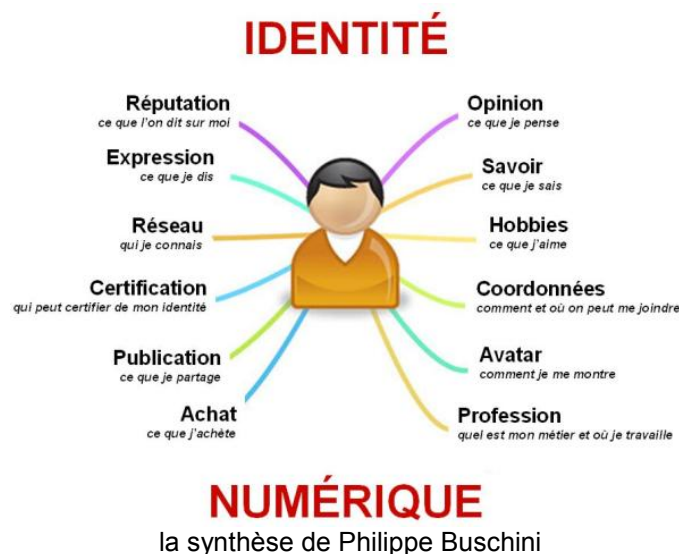 IDENTITÉ
Réputation
ce que l'on dit sur moi
Expression
ce que je dis
Réseau
qui je connais
Certification
qui peut certifier de mon identité
Publication
ce que je partage
Achat
ce que j'achète
Opinion
ce que je pense
Savoir
ce que je sais
Hobbies
ce que j'aime
Coordonnées
comment et où on peut me joindre
Avatar
comment je me montre
Profession
quel est mon métier et où je travaille
NUMÉRIQUE
la synthèse de Philippe Buschini